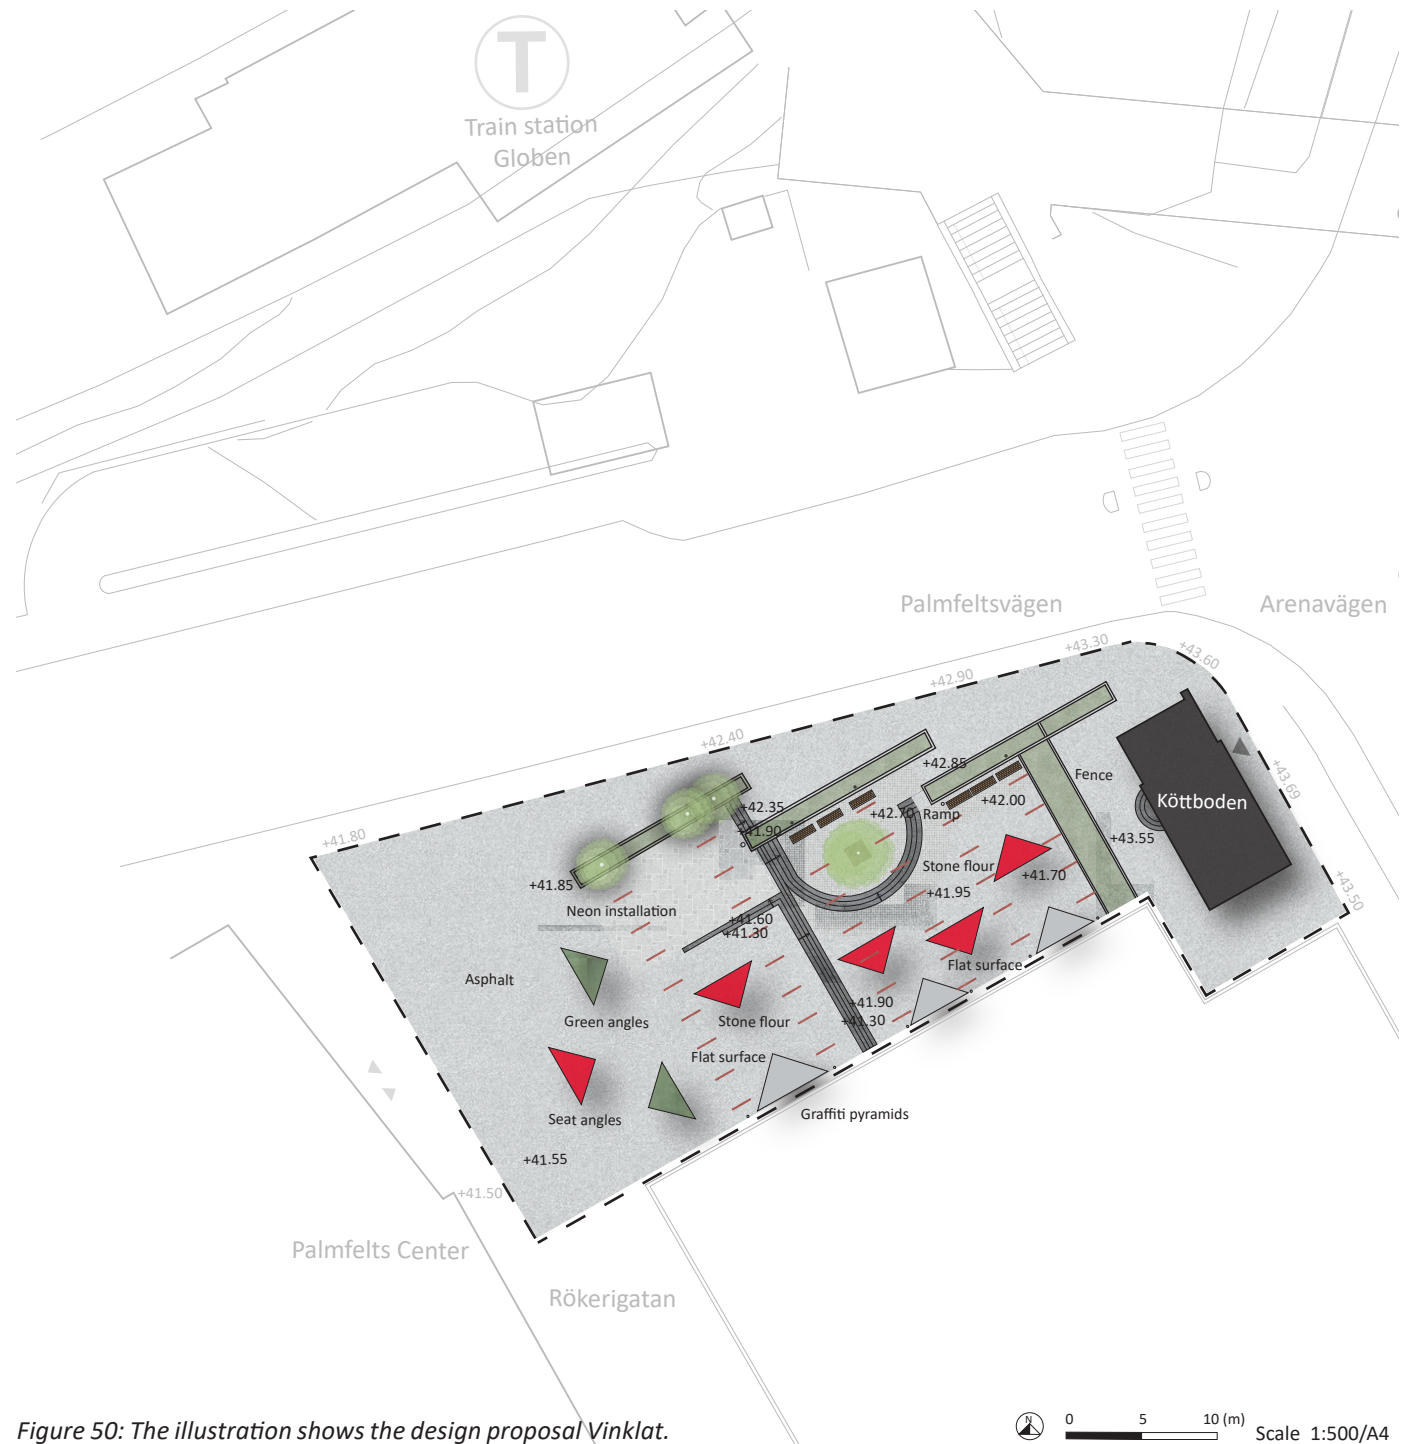 T
Train station
Globen
Palmfeltsvägen
Arenavägen
+43.30
+43.60
+42.90
+42.40
+43.69
+41.80
+43.50
+41.50
+42.85
Fence
Köttboden
+42.35
+42.00
+42.70
Ramp
+41.90
+43.55
Stone flour
+41.70
+41.85
+41.95
Neon installation
+41.60
+41.30
Flat surface
Asphalt
+41.90
+41.30
Green angles
Stone flour
Flat surface
Seat angles
Graffiti pyramids
+41.55
Palmfelts Center
Rökerigatan
Figure 50: The illustration shows the design proposal Vinklat.
N
0 5 10 (m)
Scale 1:500/A4